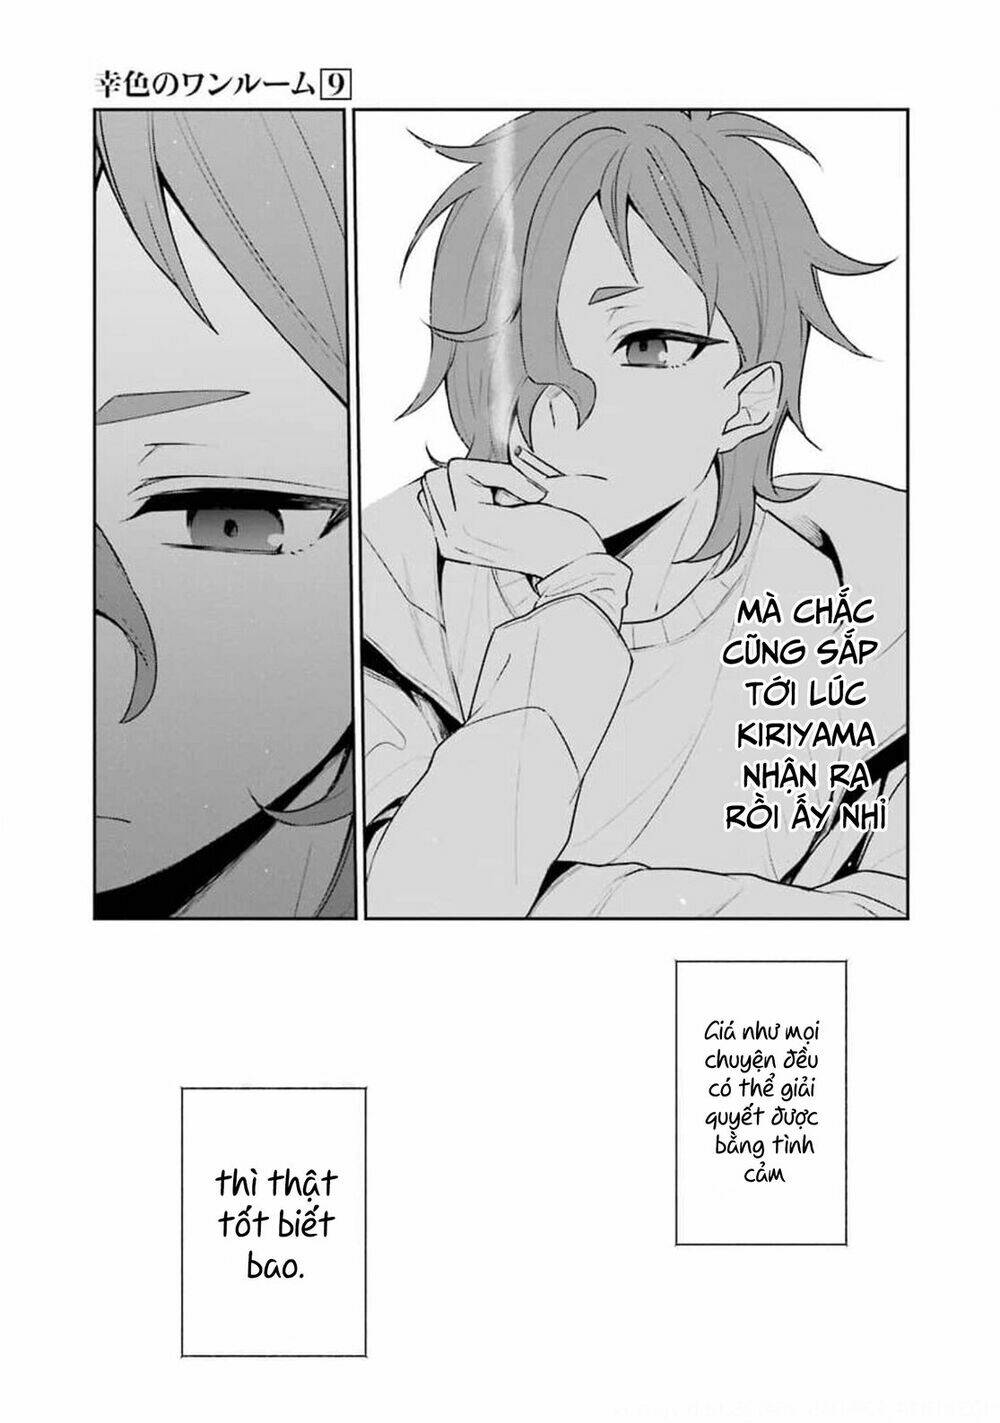 幸色のワンルーム 9
MÀ CHẮC
CŨNG SẮP
TỚI LÚC
KIRIYAMA
NHẬN RA
RỒI ẤY NHỈ
Giá như mọi
chuyện đều
có thể giải
quyết được
bằng tình
cảm
thì thật
tốt biết
bao.